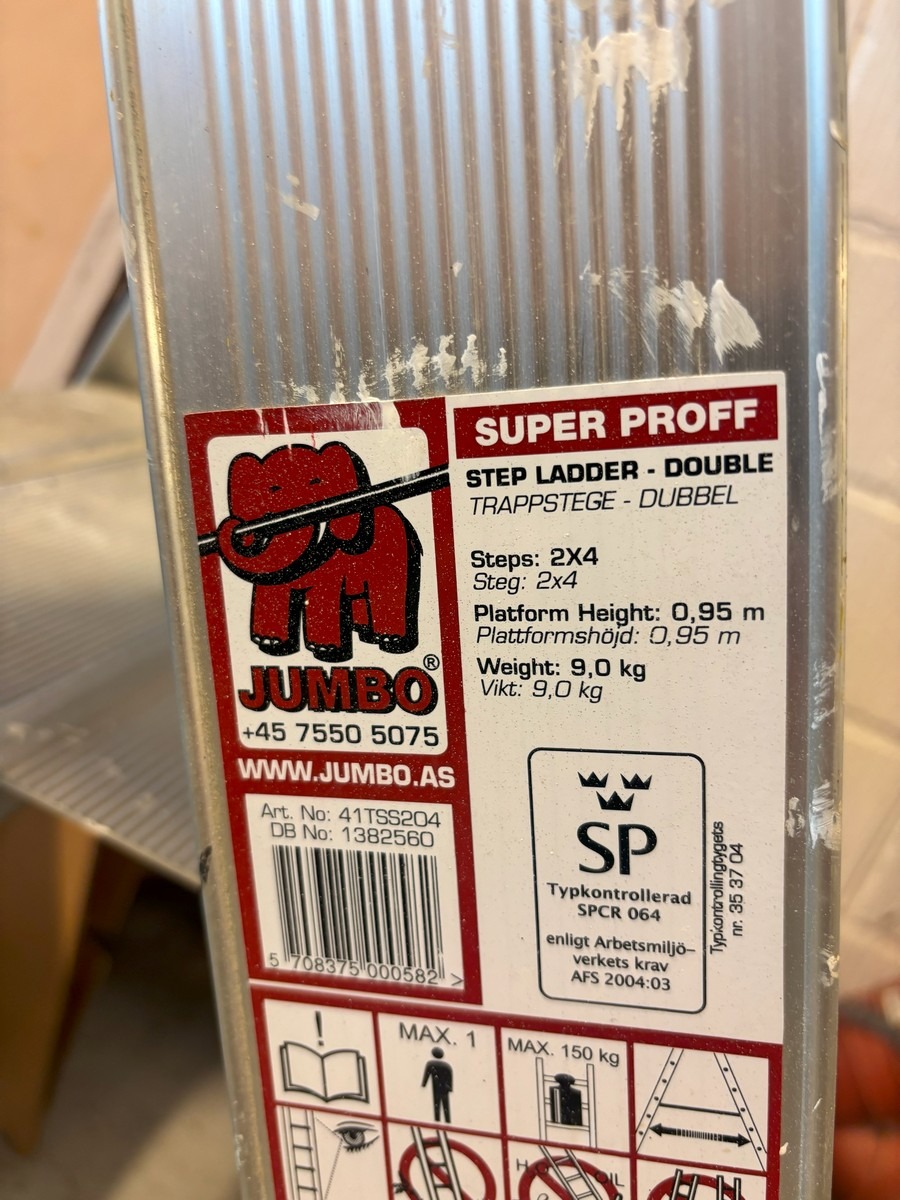 SUPER PROFF
STEP LADDER - DOUBLE
TRAPPSTEGE - DUBBEL
Steps: 2X4
Steg: 2x4
Platform Height: 0,95 m
Plattformshöjd: 0,95 m
Weight: 9,0 kg
Vikt: 9,0 kg
JUMBO®
+45 7550 5075
WWW.JUMBO.AS
Art. No: 41TSS204
DB No: 1382560
5 708375 000582 >
SP
Typkontrollerad
SPCR 064
enligt Arbetsmiljö-
verkets krav
AFS 2004:03
Typkontrollingtygets
nr. 35 37 04
!
MAX. 1
MAX. 150 kg
OIL